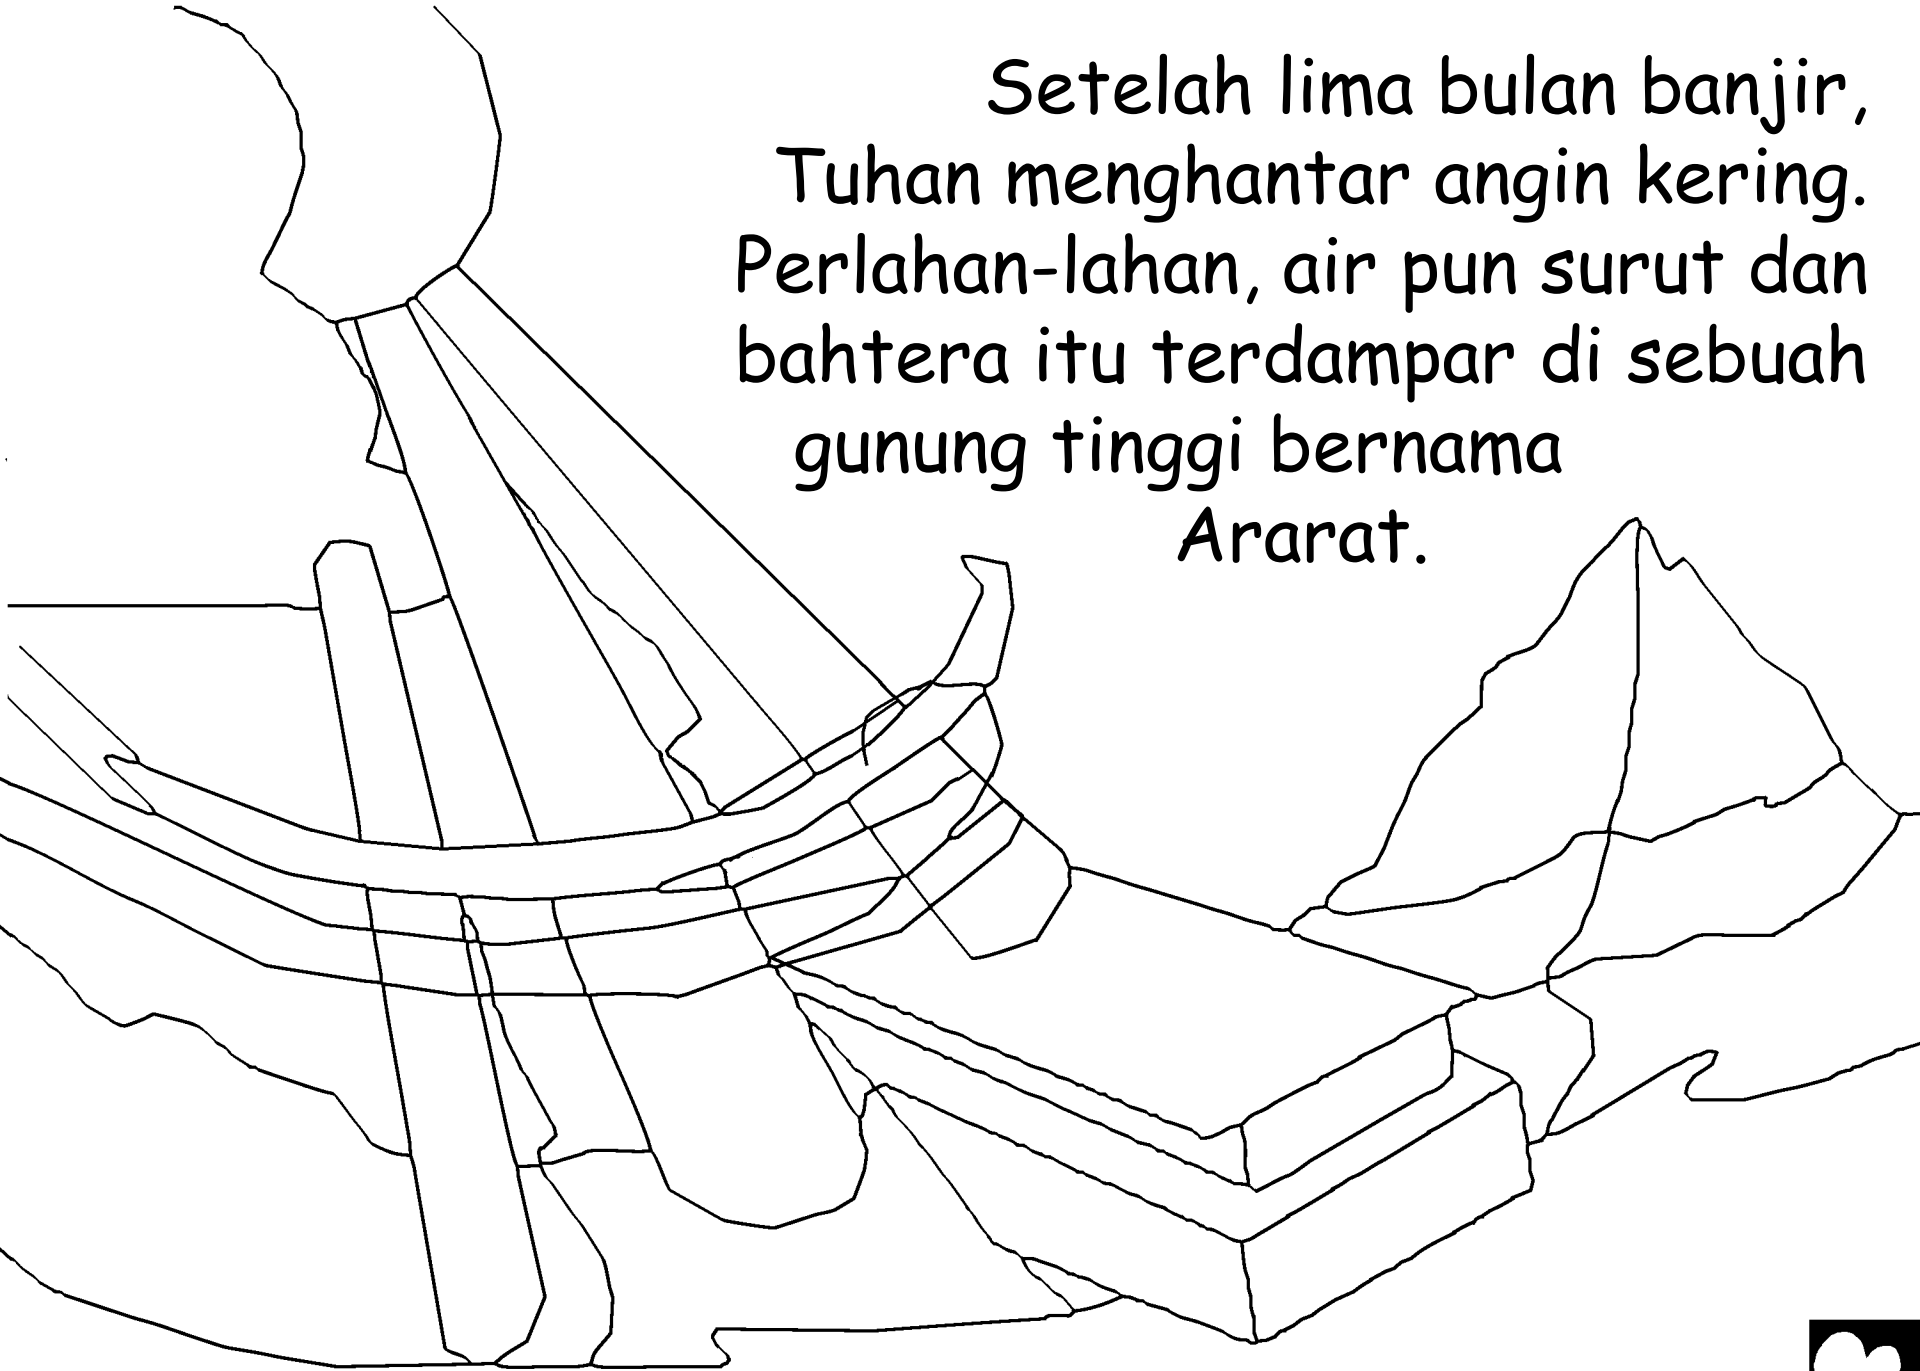 Setelah lima bulan banjir,
Tuhan menghantar angin kering.
Perlahan-lahan, air pun surut dan
bahtera itu terdampar di sebuah
gunung tinggi bernama
Ararat.